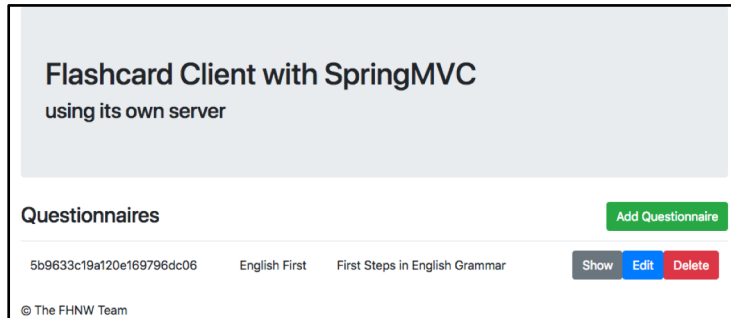 Flashcard Client with SpringMVC
using its own server
Questionnaires
Add Questionnaire
5b9633c19a120e169796dc06 English First First Steps in English Grammar Show Edit Delete
© The FHNW Team